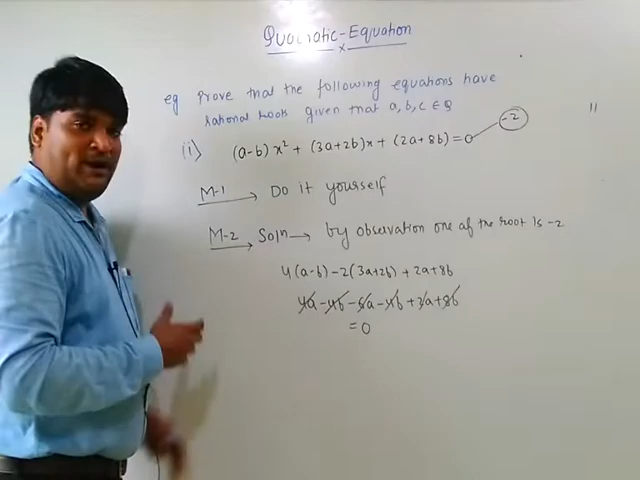 Quadratic-Equation
x
eg Prove that the following equations have
rational roots given that a, b, c ∈ Q
(i) (a-b)x² + (3a+2b)x + (2a+8b) = 0 -2
M-1 → Do it yourself
M-2 → Solⁿ → by observation one of the root is -2
4(a-b) -2(3a+2b) + 2a+8b
4a - 4b - 6a - 4b + 2a + 8b
= 0